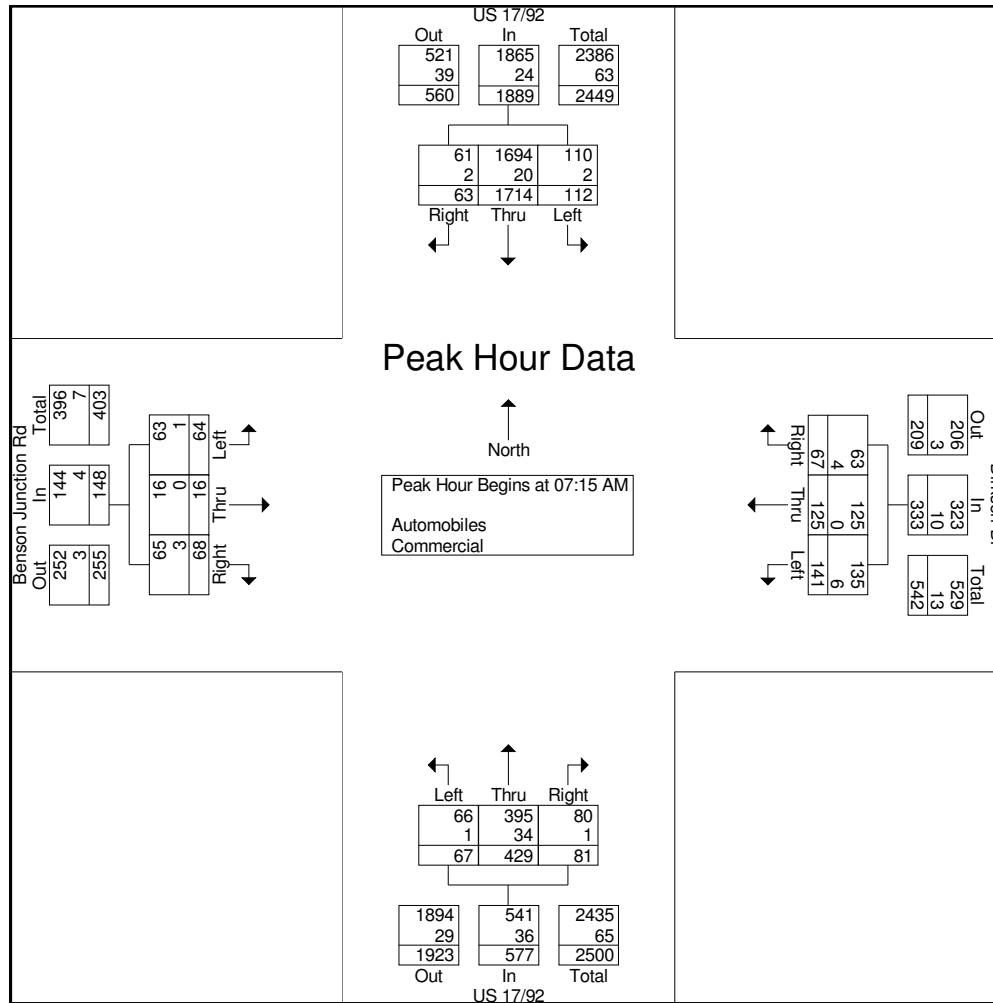 US 17/92
Out In Total
521 1865 2386
39 24 63
560 1889 2449
61 1694 110
2 20 2
63 1714 112
Right Thru Left
Peak Hour Data
North
Peak Hour Begins at 07:15 AM
Automobiles
Commercial
Benson Junction Rd
Total In Out
396 144 252
7 4 3
403 148 255
Left Thru Right
63 16 65
1 0 3
64 16 68
Out In Total
206 323 529
3 10 13
209 333 542
63 125 135
4 0 6
67 125 141
Right Thru Left
Left Thru Right
66 395 80
1 34 1
67 429 81
1894 541 2435
29 36 65
1923 577 2500
Out In Total
US 17/92